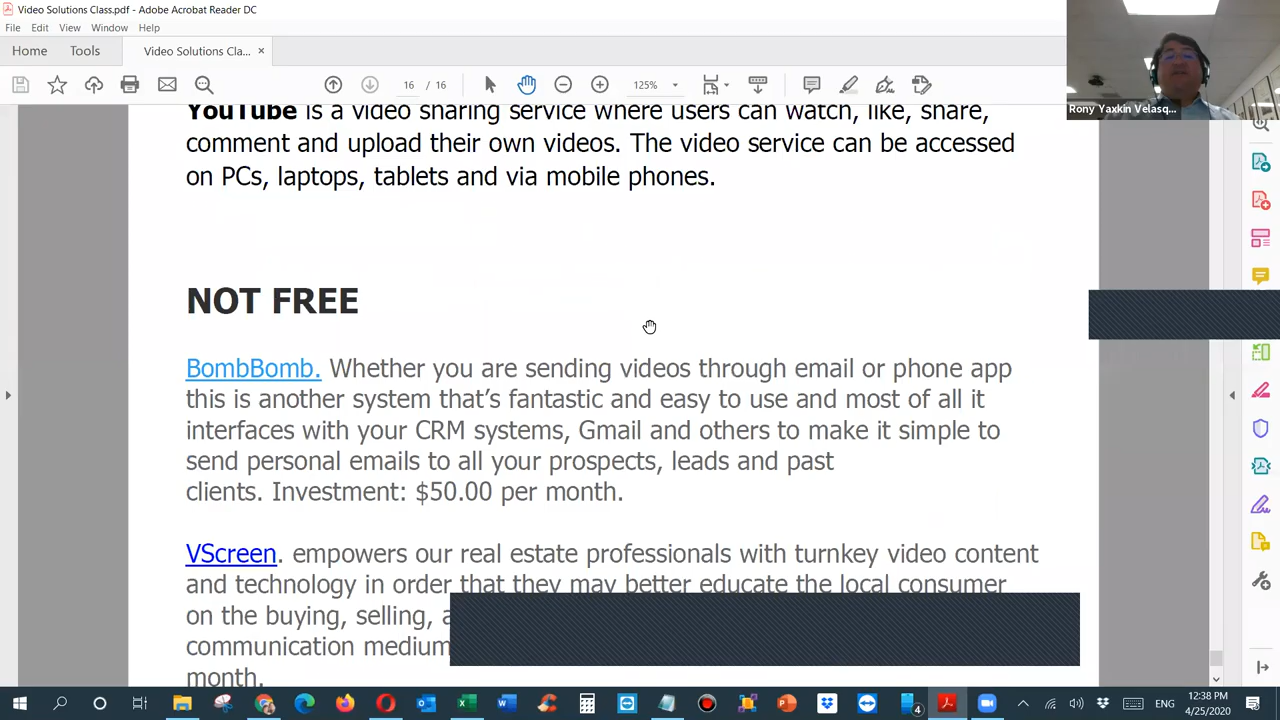 Video Solutions Class.pdf - Adobe Acrobat Reader DC
File Edit View Window Help
Home Tools Video Solutions Cla... ×
16 / 16 125%
Rony Yaxkin Velasq...
YouTube is a video sharing service where users can watch, like, share,
comment and upload their own videos. The video service can be accessed
on PCs, laptops, tablets and via mobile phones.
NOT FREE
BombBomb. Whether you are sending videos through email or phone app
this is another system that's fantastic and easy to use and most of all it
interfaces with your CRM systems, Gmail and others to make it simple to
send personal emails to all your prospects, leads and past
clients. Investment: $50.00 per month.
VScreen. empowers our real estate professionals with turnkey video content
and technology in order that they may better educate the local consumer
on the buying, selling,
communication medium
month.
4
ENG
12:38 PM
4/25/2020